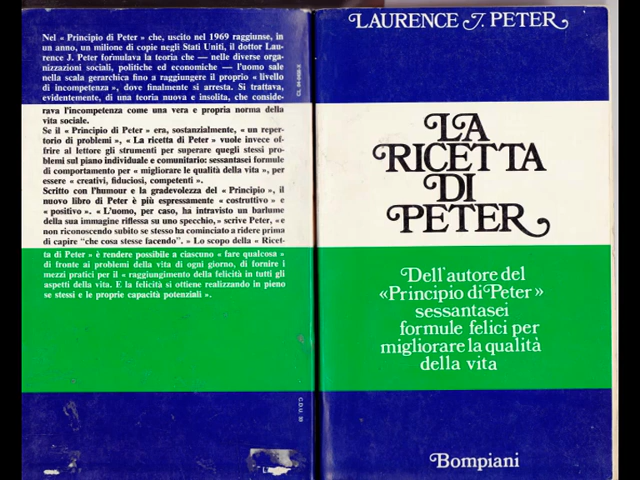 Nel « Principio di Peter » che, uscito nel 1969 raggiunse, in
un anno, un milione di copie negli Stati Uniti, il dottor Lau-
rence J. Peter formulava la teoria che — nelle diverse orga-
nizzazioni sociali, politiche ed economiche — l'uomo sale
nella scala gerarchica fino a raggiungere il proprio « livello
di incompetenza », dove finalmente si arresta. Si trattava,
evidentemente, di una teoria nuova e insolita, che conside-
rava l'incompetenza come una vera e propria norma della
vita sociale.
Se il « Principio di Peter » era, sostanzialmente, « un reper-
torio di problemi », « La ricetta di Peter » vuole invece of-
frire al lettore gli strumenti per superare quegli stessi pro-
blemi sul piano individuale e comunitario: sessantasei formule
di comportamento per « migliorare le qualità della vita », per
essere « creativi, fiduciosi, competenti ».
Scritto con l'humour e la gradevolezza del « Principio », il
nuovo libro di Peter è più espressamente « costruttivo » e
« positivo ». « L'uomo, per caso, ha intravisto un barlume
della sua immagine riflessa su uno specchio, » scrive Peter, « e
non riconoscendo subito se stesso ha cominciato a ridere prima
di capire "che cosa stesse facendo". » Lo scopo della « Ricet-
ta di Peter » è rendere possibile a ciascuno « fare qualcosa »
di fronte ai problemi della vita di ogni giorno, di fornire i
mezzi pratici per il « raggiungimento della felicità in tutti gli
aspetti della vita. E la felicità si ottiene realizzando in pieno
se stessi e le proprie capacità potenziali ».
C.D.U. 30
LAURENCE J. PETER
LA
RICETTA
DI
PETER
Dell'autore del
«Principio di Peter»
sessantasei
formule felici per
migliorare la qualità
della vita
Bompiani